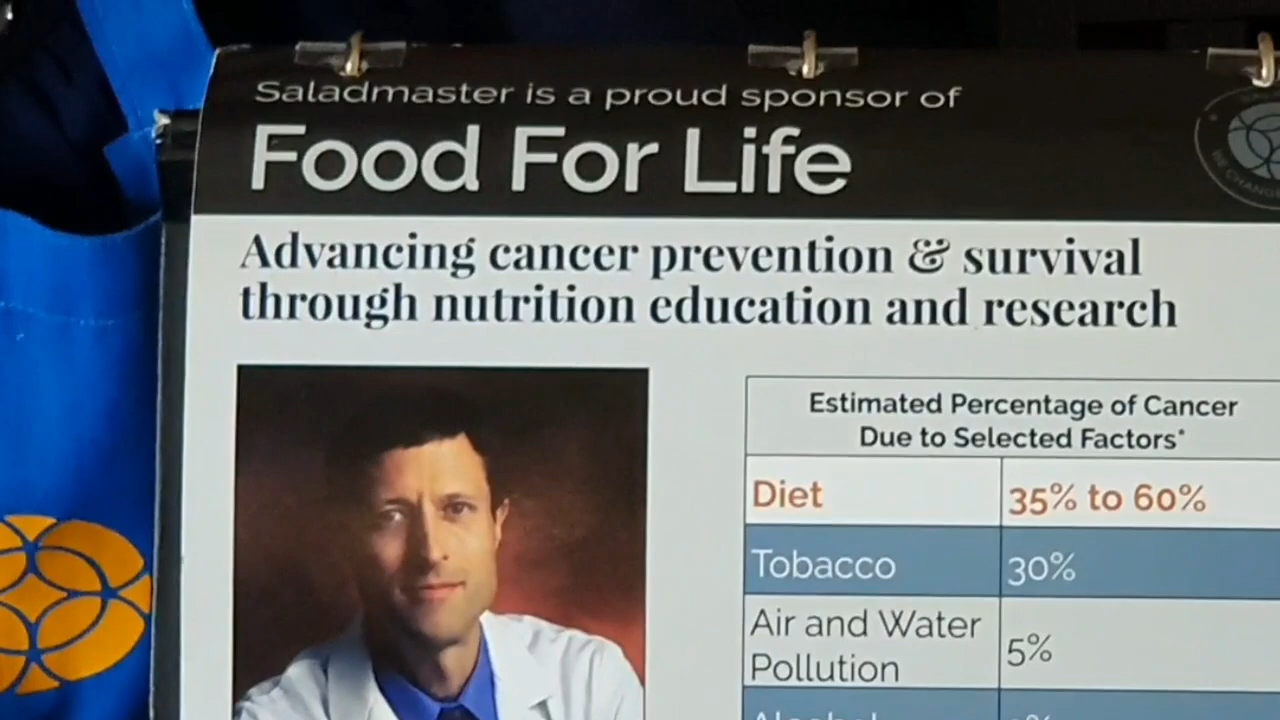 Saladmaster is a proud sponsor of
Food For Life
Advancing cancer prevention & survival
through nutrition education and research
Estimated Percentage of Cancer
Due to Selected Factors*
Diet
35% to 60%
Tobacco
30%
Air and Water
Pollution
5%